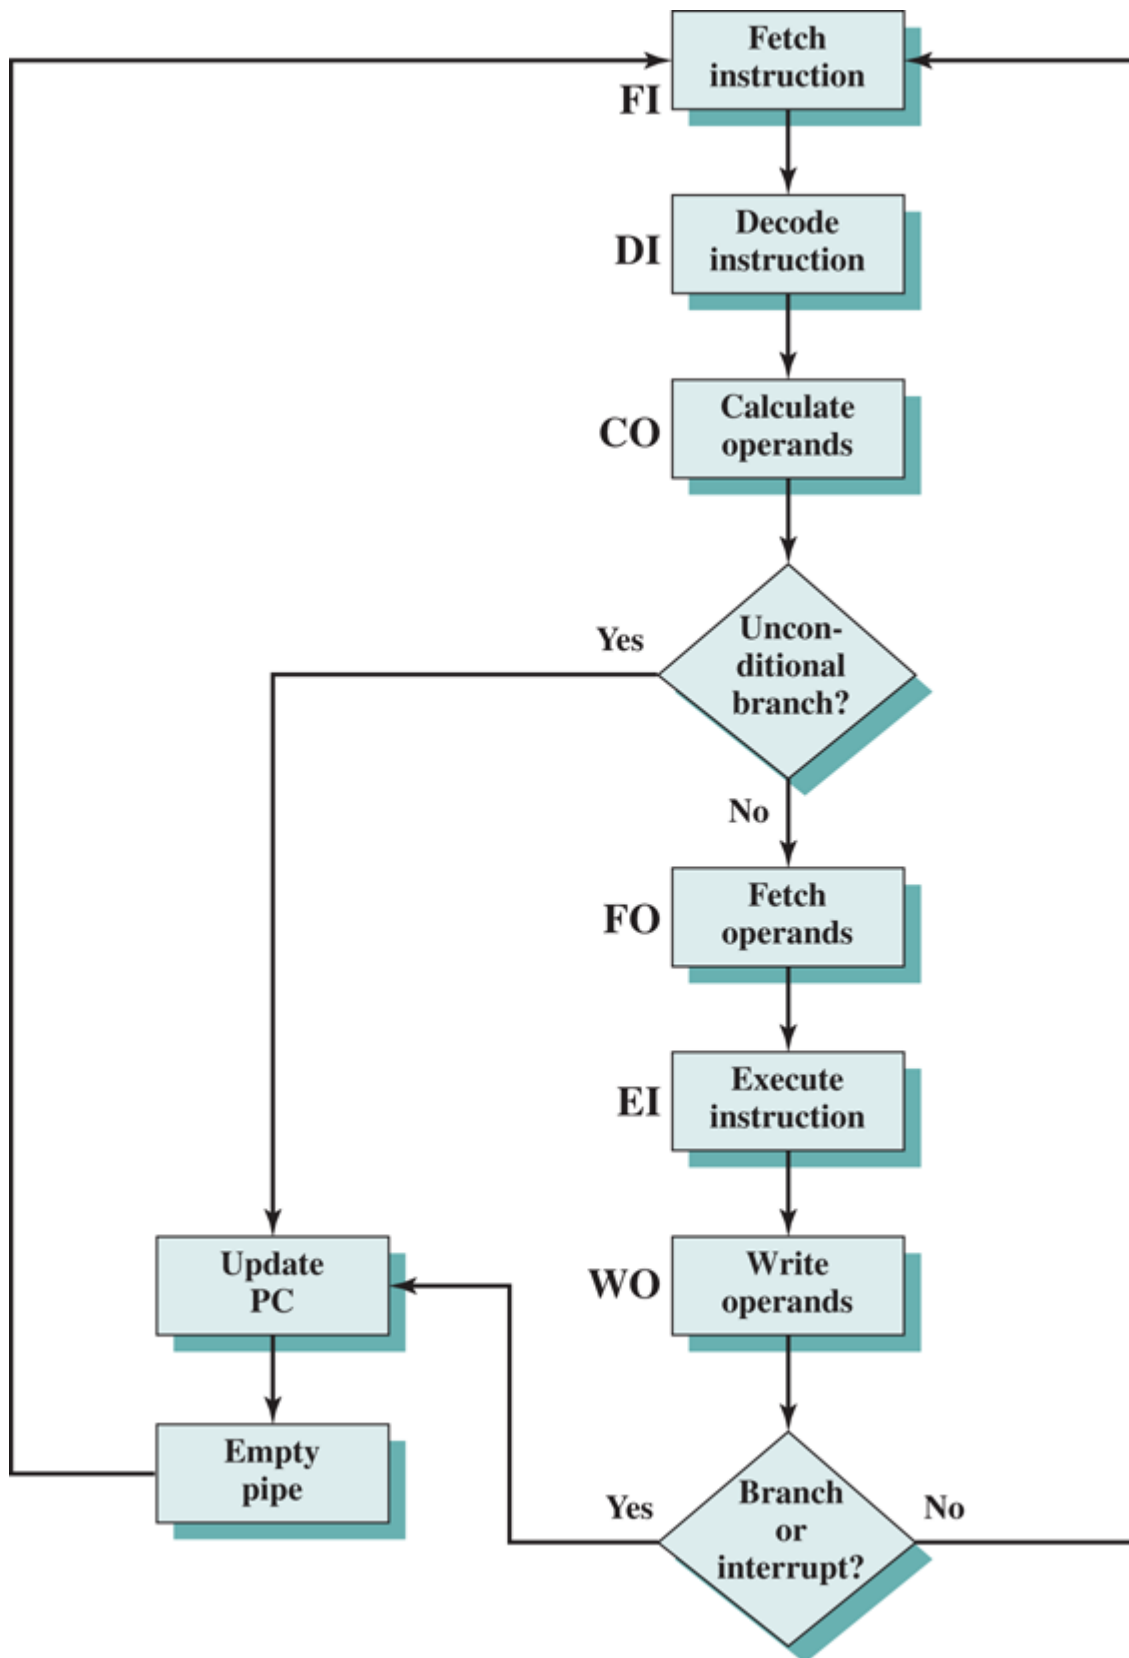 Fetch
instruction
FI
Decode
instruction
DI
Calculate
operands
CO
Uncon-
ditional
branch?
Yes
No
Fetch
operands
FO
Execute
instruction
EI
Update
PC
Write
operands
WO
Empty
pipe
Yes
Branch
or
interrupt?
No